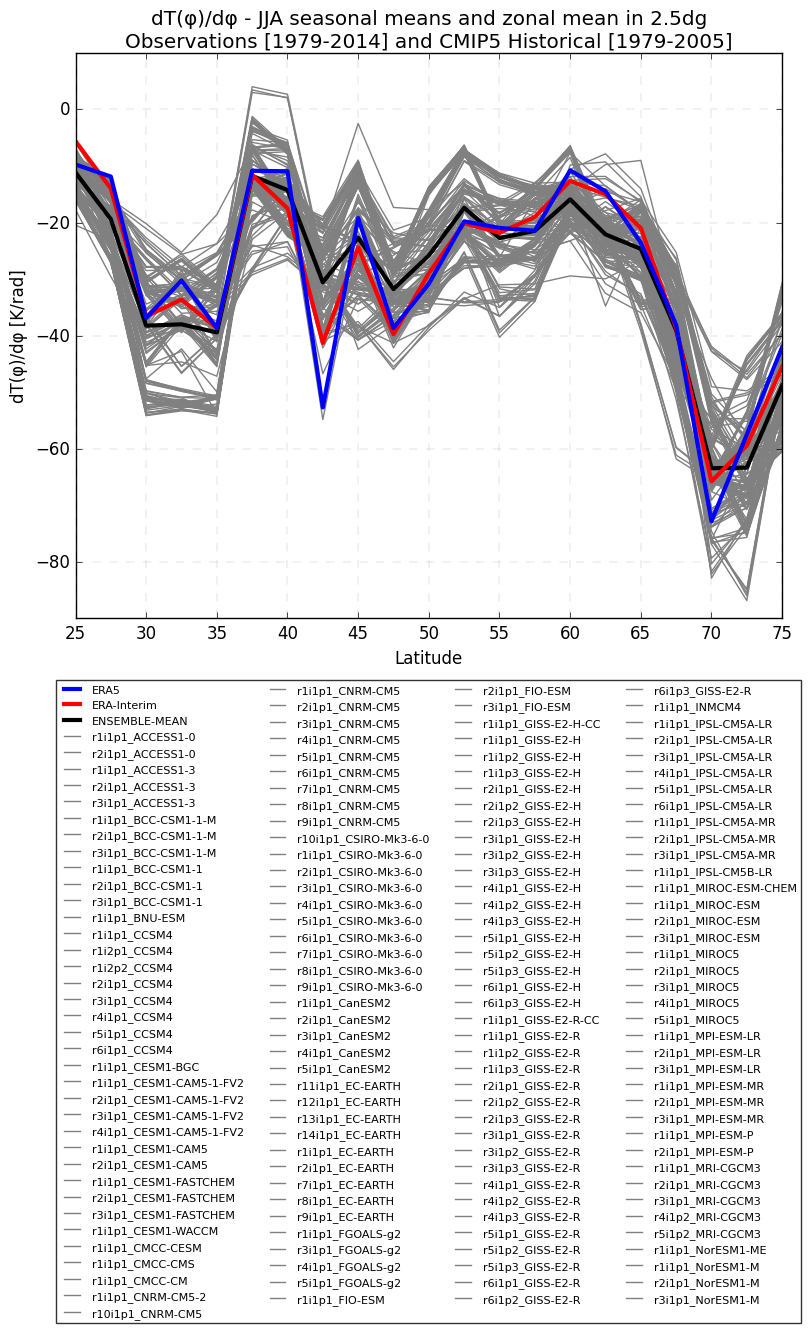 dT(φ)/dφ - JJA seasonal means and zonal mean in 2.5dg
Observations [1979-2014] and CMIP5 Historical [1979-2005]
dT(φ)/dφ [K/rad]
0
−20
−40
−60
−80
25 30 35 40 45 50 55 60 65 70 75
Latitude
ERA5
ERA-Interim
ENSEMBLE-MEAN
r1i1p1_ACCESS1-0
r2i1p1_ACCESS1-0
r1i1p1_ACCESS1-3
r2i1p1_ACCESS1-3
r3i1p1_ACCESS1-3
r1i1p1_BCC-CSM1-1-M
r2i1p1_BCC-CSM1-1-M
r3i1p1_BCC-CSM1-1-M
r1i1p1_BCC-CSM1-1
r2i1p1_BCC-CSM1-1
r3i1p1_BCC-CSM1-1
r1i1p1_BNU-ESM
r1i1p1_CCSM4
r1i2p1_CCSM4
r1i2p2_CCSM4
r2i1p1_CCSM4
r3i1p1_CCSM4
r4i1p1_CCSM4
r5i1p1_CCSM4
r6i1p1_CCSM4
r1i1p1_CESM1-BGC
r1i1p1_CESM1-CAM5-1-FV2
r2i1p1_CESM1-CAM5-1-FV2
r3i1p1_CESM1-CAM5-1-FV2
r4i1p1_CESM1-CAM5-1-FV2
r1i1p1_CESM1-CAM5
r2i1p1_CESM1-CAM5
r1i1p1_CESM1-FASTCHEM
r2i1p1_CESM1-FASTCHEM
r3i1p1_CESM1-FASTCHEM
r1i1p1_CESM1-WACCM
r1i1p1_CMCC-CESM
r1i1p1_CMCC-CMS
r1i1p1_CMCC-CM
r1i1p1_CNRM-CM5-2
r10i1p1_CNRM-CM5
r1i1p1_CNRM-CM5
r2i1p1_CNRM-CM5
r3i1p1_CNRM-CM5
r4i1p1_CNRM-CM5
r5i1p1_CNRM-CM5
r6i1p1_CNRM-CM5
r7i1p1_CNRM-CM5
r8i1p1_CNRM-CM5
r9i1p1_CNRM-CM5
r10i1p1_CSIRO-Mk3-6-0
r1i1p1_CSIRO-Mk3-6-0
r2i1p1_CSIRO-Mk3-6-0
r3i1p1_CSIRO-Mk3-6-0
r4i1p1_CSIRO-Mk3-6-0
r5i1p1_CSIRO-Mk3-6-0
r6i1p1_CSIRO-Mk3-6-0
r7i1p1_CSIRO-Mk3-6-0
r8i1p1_CSIRO-Mk3-6-0
r9i1p1_CSIRO-Mk3-6-0
r1i1p1_CanESM2
r2i1p1_CanESM2
r3i1p1_CanESM2
r4i1p1_CanESM2
r5i1p1_CanESM2
r11i1p1_EC-EARTH
r12i1p1_EC-EARTH
r13i1p1_EC-EARTH
r14i1p1_EC-EARTH
r1i1p1_EC-EARTH
r2i1p1_EC-EARTH
r7i1p1_EC-EARTH
r8i1p1_EC-EARTH
r9i1p1_EC-EARTH
r1i1p1_FGOALS-g2
r3i1p1_FGOALS-g2
r4i1p1_FGOALS-g2
r5i1p1_FGOALS-g2
r1i1p1_FIO-ESM
r2i1p1_FIO-ESM
r3i1p1_FIO-ESM
r1i1p1_GISS-E2-H-CC
r1i1p1_GISS-E2-H
r1i1p2_GISS-E2-H
r1i1p3_GISS-E2-H
r2i1p1_GISS-E2-H
r2i1p2_GISS-E2-H
r2i1p3_GISS-E2-H
r3i1p1_GISS-E2-H
r3i1p2_GISS-E2-H
r3i1p3_GISS-E2-H
r4i1p1_GISS-E2-H
r4i1p2_GISS-E2-H
r4i1p3_GISS-E2-H
r5i1p1_GISS-E2-H
r5i1p2_GISS-E2-H
r5i1p3_GISS-E2-H
r6i1p1_GISS-E2-H
r6i1p3_GISS-E2-H
r1i1p1_GISS-E2-R-CC
r1i1p1_GISS-E2-R
r1i1p2_GISS-E2-R
r1i1p3_GISS-E2-R
r2i1p1_GISS-E2-R
r2i1p2_GISS-E2-R
r2i1p3_GISS-E2-R
r3i1p1_GISS-E2-R
r3i1p2_GISS-E2-R
r3i1p3_GISS-E2-R
r4i1p1_GISS-E2-R
r4i1p2_GISS-E2-R
r4i1p3_GISS-E2-R
r5i1p1_GISS-E2-R
r5i1p2_GISS-E2-R
r5i1p3_GISS-E2-R
r6i1p1_GISS-E2-R
r6i1p2_GISS-E2-R
r6i1p3_GISS-E2-R
r1i1p1_INMCM4
r1i1p1_IPSL-CM5A-LR
r2i1p1_IPSL-CM5A-LR
r3i1p1_IPSL-CM5A-LR
r4i1p1_IPSL-CM5A-LR
r5i1p1_IPSL-CM5A-LR
r6i1p1_IPSL-CM5A-LR
r1i1p1_IPSL-CM5A-MR
r2i1p1_IPSL-CM5A-MR
r3i1p1_IPSL-CM5A-MR
r1i1p1_IPSL-CM5B-LR
r1i1p1_MIROC-ESM-CHEM
r1i1p1_MIROC-ESM
r2i1p1_MIROC-ESM
r3i1p1_MIROC-ESM
r1i1p1_MIROC5
r2i1p1_MIROC5
r3i1p1_MIROC5
r4i1p1_MIROC5
r5i1p1_MIROC5
r1i1p1_MPI-ESM-LR
r2i1p1_MPI-ESM-LR
r3i1p1_MPI-ESM-LR
r1i1p1_MPI-ESM-MR
r2i1p1_MPI-ESM-MR
r3i1p1_MPI-ESM-MR
r1i1p1_MPI-ESM-P
r2i1p1_MPI-ESM-P
r1i1p1_MRI-CGCM3
r2i1p1_MRI-CGCM3
r3i1p1_MRI-CGCM3
r4i1p2_MRI-CGCM3
r5i1p2_MRI-CGCM3
r1i1p1_NorESM1-ME
r1i1p1_NorESM1-M
r2i1p1_NorESM1-M
r3i1p1_NorESM1-M